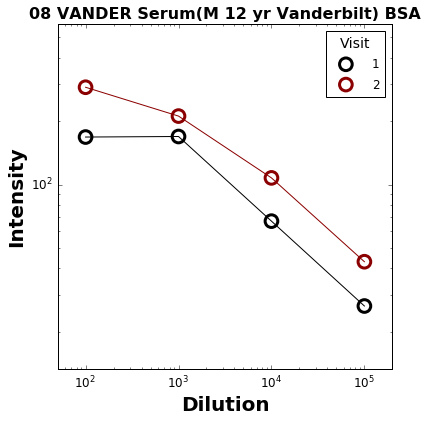 08 VANDER Serum(M 12 yr Vanderbilt) BSA
Visit
1
2
Intensity
10²
10² 10³ 10⁴ 10⁵
Dilution